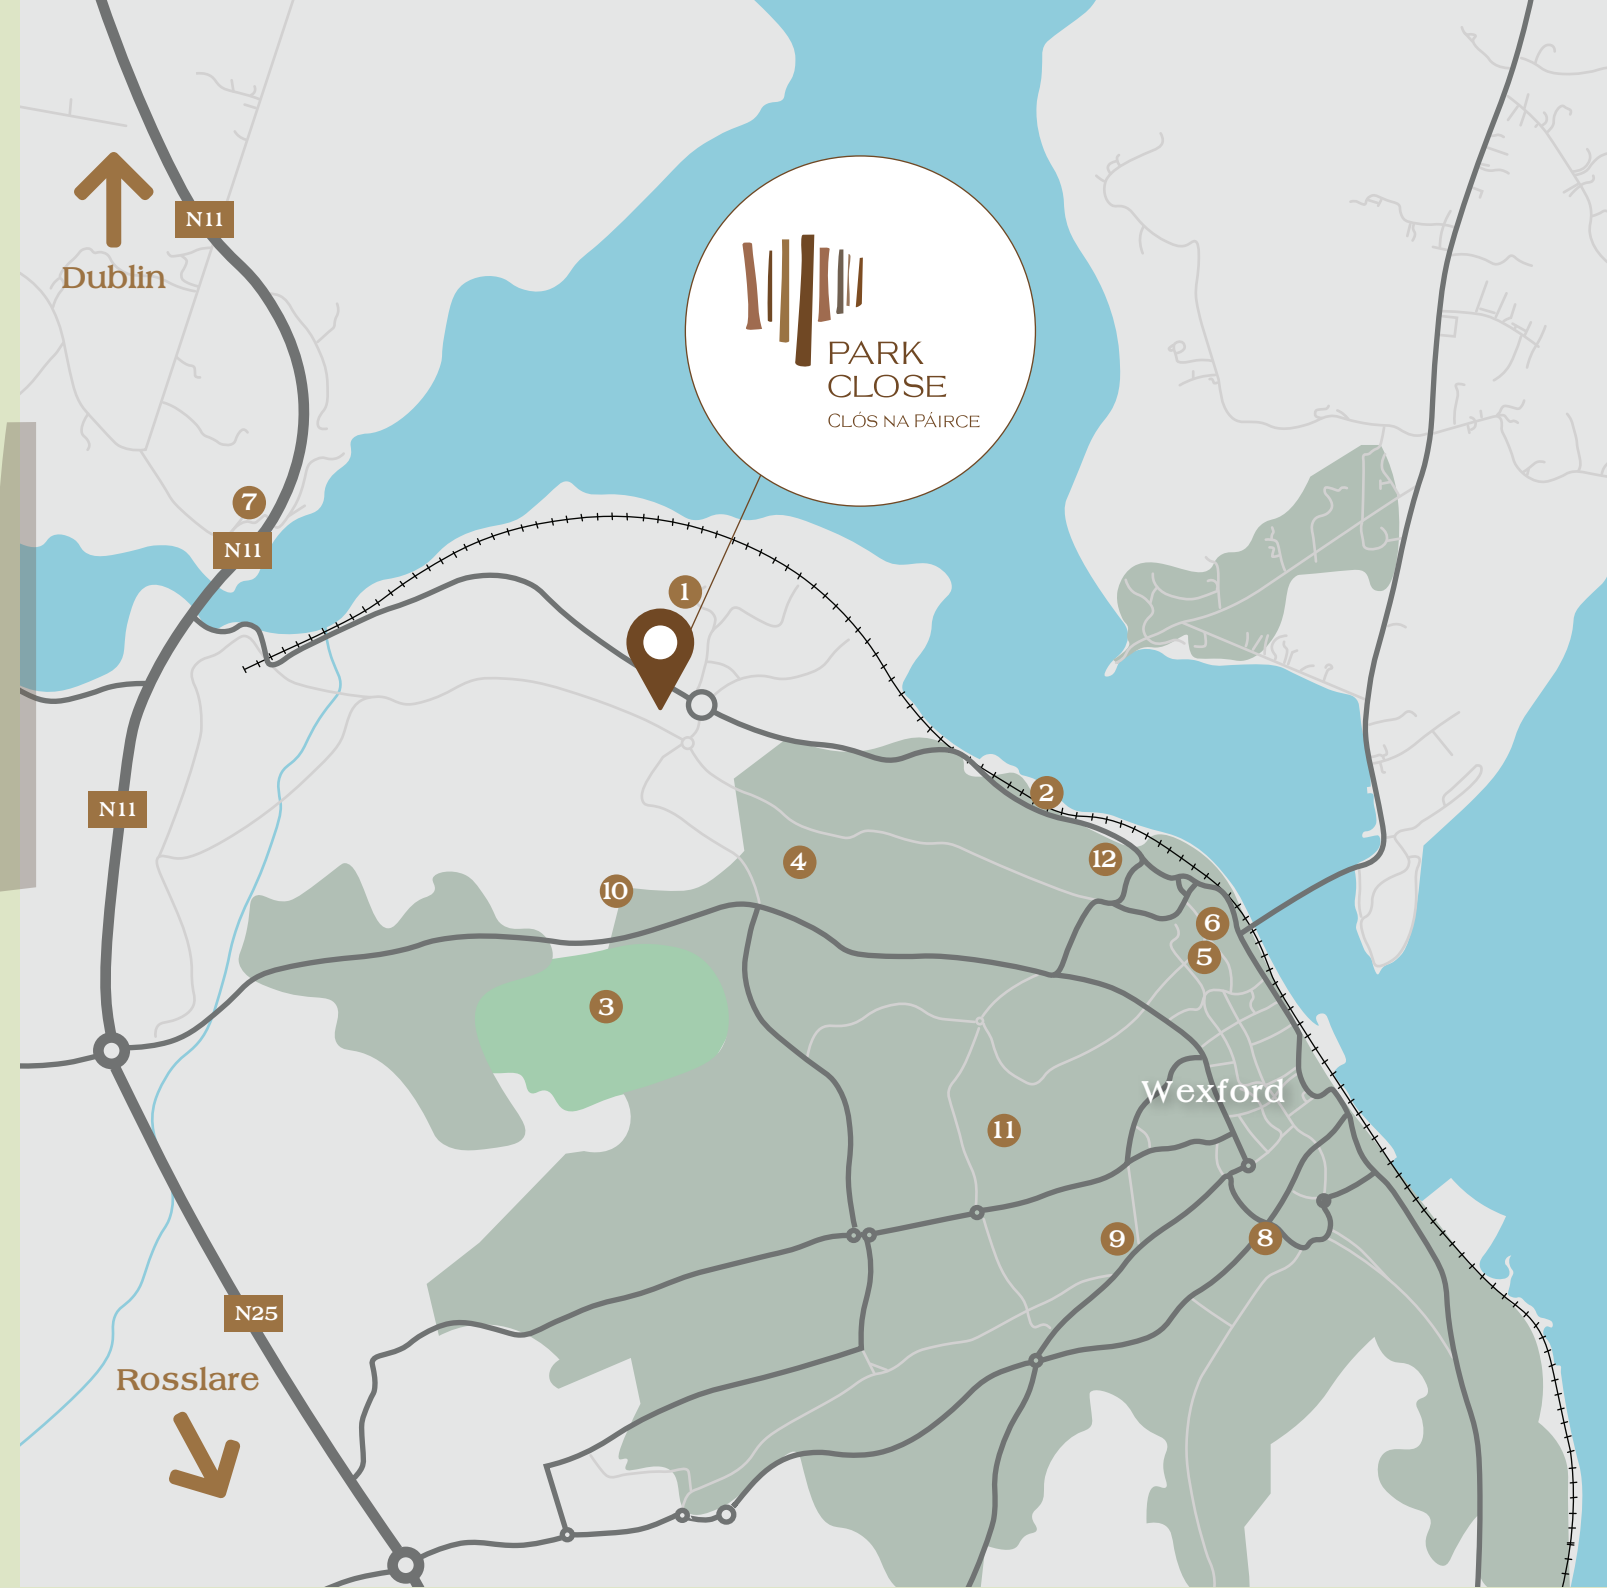 N11
Dublin
PARK
CLOSE
CLÓS NA PÁIRCE
7
N11
1
2
N11
12
4
10
6
5
3
Wexford
11
9
8
N25
Rosslare